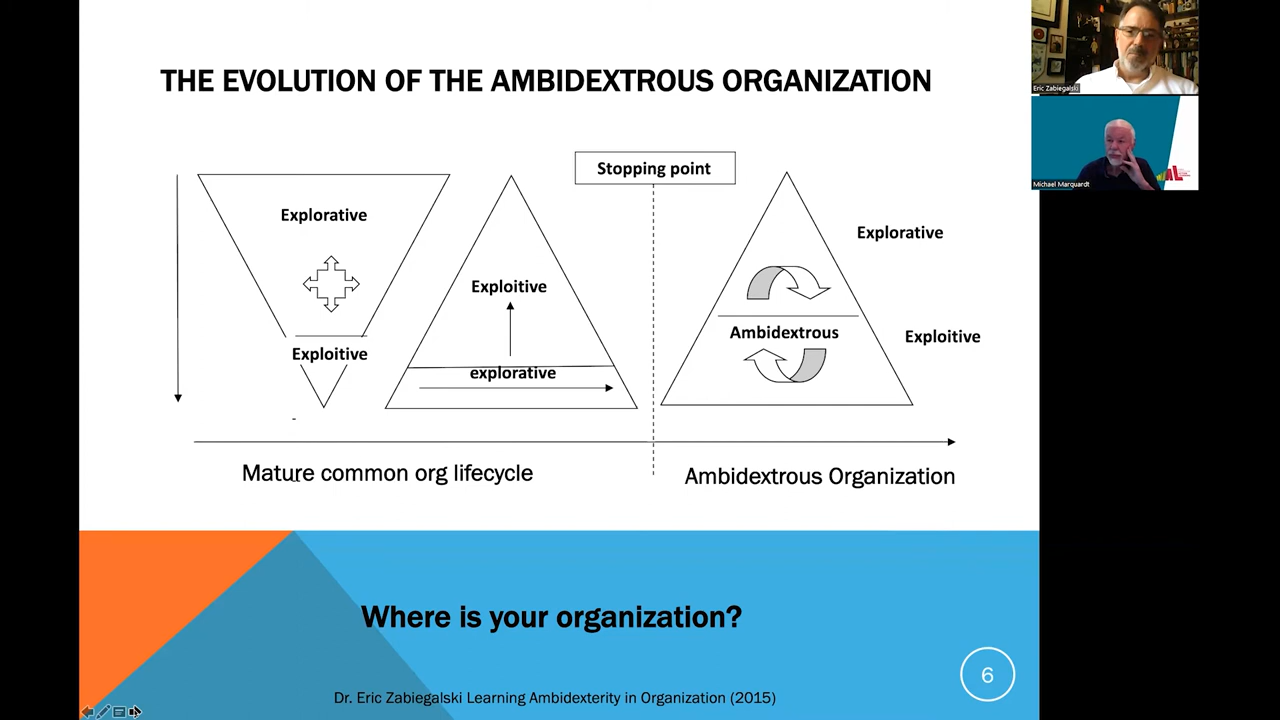 THE EVOLUTION OF THE AMBIDEXTROUS ORGANIZATION
Stopping point
Explorative
Exploitive
Exploitive
explorative
Explorative
Ambidextrous
Exploitive
Mature common org lifecycle
Ambidextrous Organization
Where is your organization?
6
Dr. Eric Zabiegalski Learning Ambidexterity in Organization (2015)
Eric Zabiegalski
Michael Marquardt